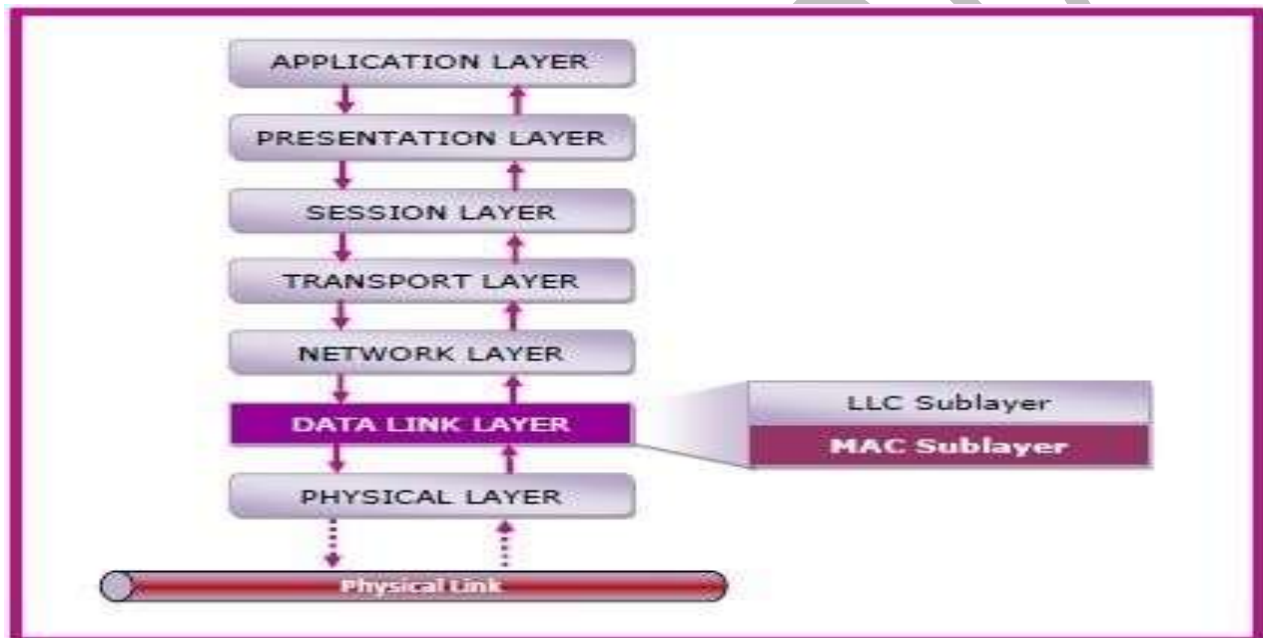 APPLICATION LAYER
PRESENTATION LAYER
SESSION LAYER
TRANSPORT LAYER
NETWORK LAYER
DATA LINK LAYER
LLC Sublayer
MAC Sublayer
PHYSICAL LAYER
Physical Link